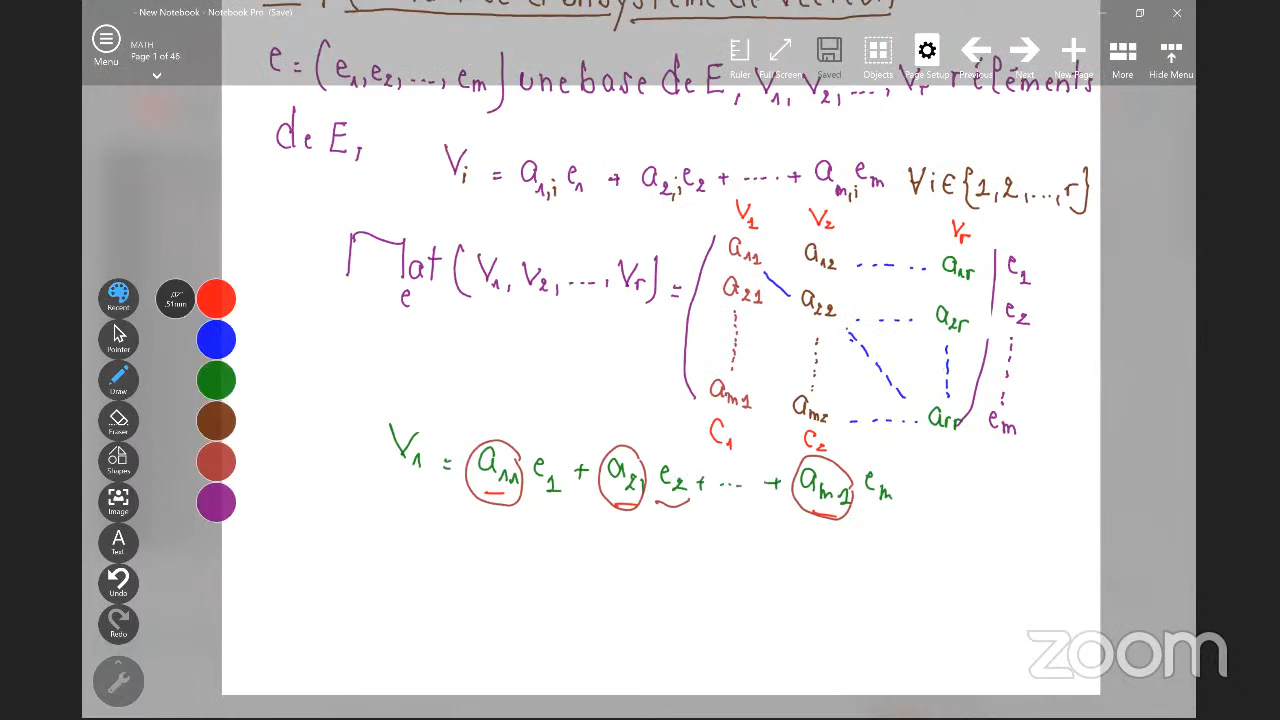 - New Notebook - Notebook Pro (Save)
Menu
MATH
Page 1 of 46
Ruler Full Screen Saved Objects Page Setup Previous Next New Page More Hide Menu
e = (e1, e2, ..., em) une base de E, V1, V2, ..., Vr r éléments
de E,
Vi = a1,i e1 + a2,i e2 + ..... + am,i em ∀i∈{1,2,...,r}
V1 V2 Vr
Mat e (V1, V2, ..., Vr) =
a11 a12 ..... a1r e1
a21 a22 ..... a2r e2
am1 am2 ..... arr em
C1 C2
V1 = a11 e1 + a21 e2 + ... + am1 em
Recent
.02"
.51mm
Pointer
Draw
Eraser
Shapes
Image
A
Text
Undo
Redo
zoom